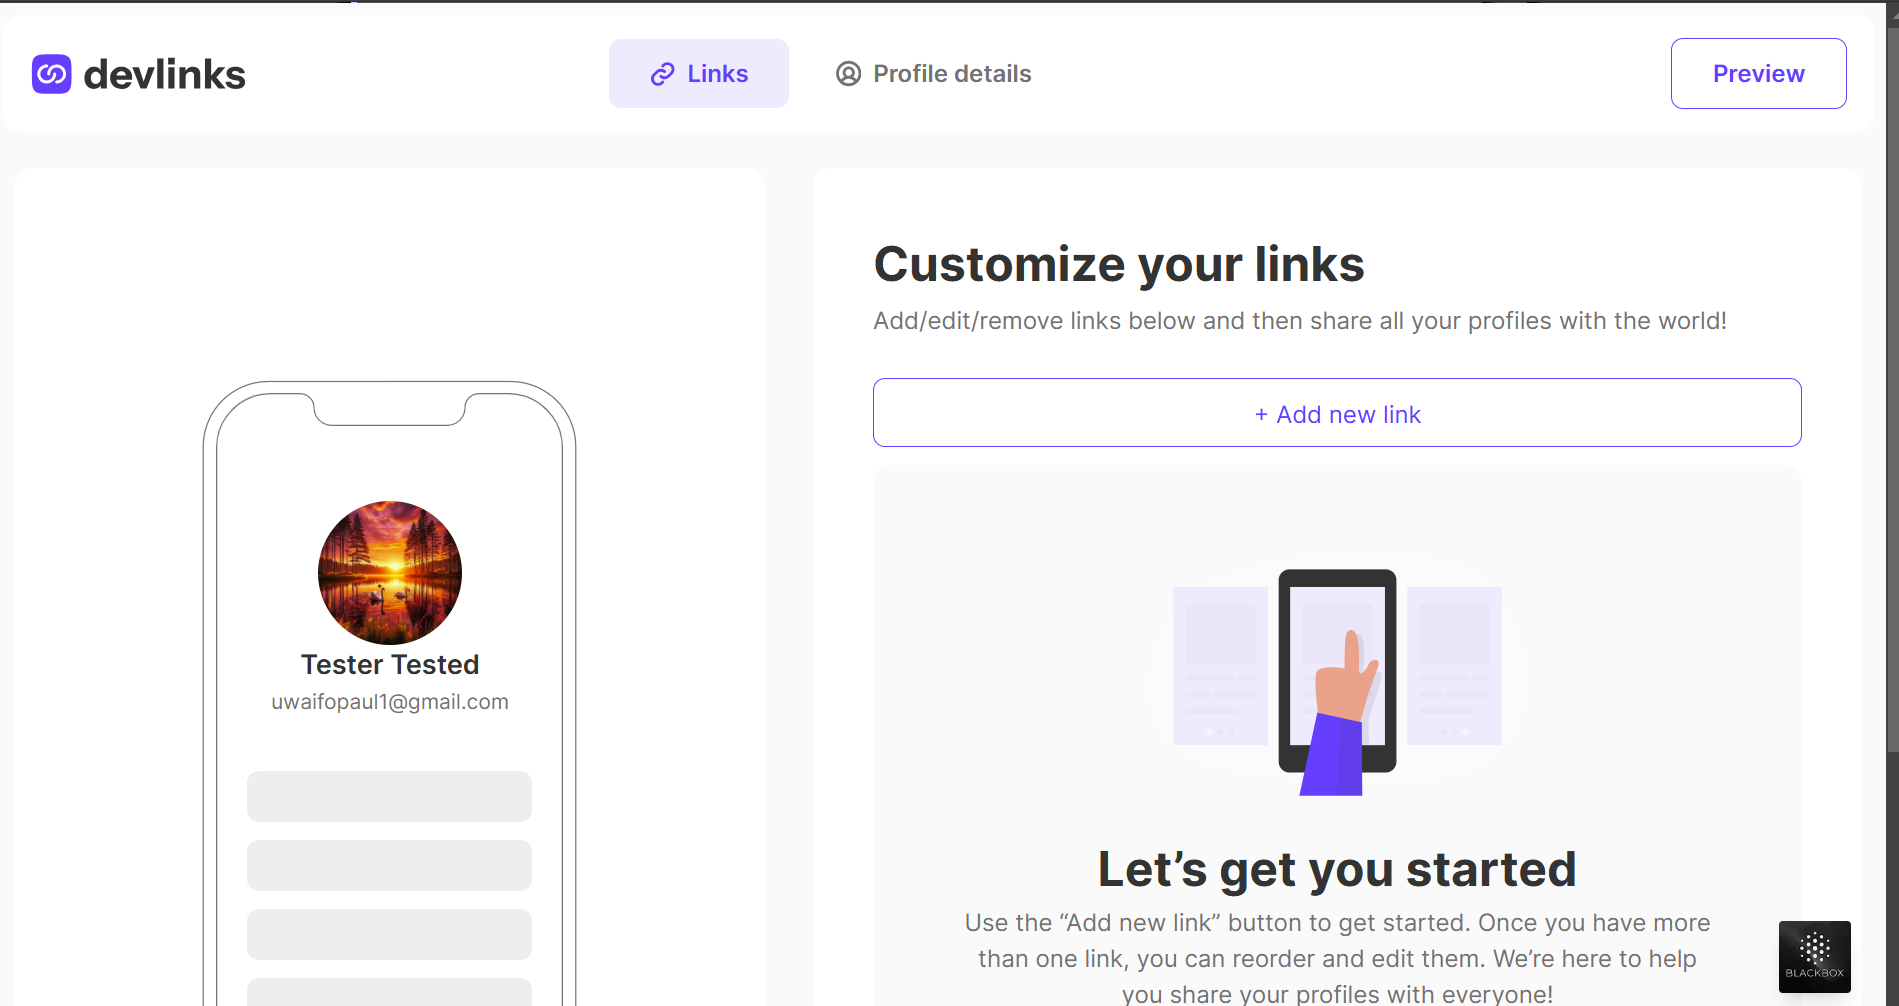 devlinks
Links
Profile details
Preview
Customize your links
Add/edit/remove links below and then share all your profiles with the world!
+ Add new link
Tester Tested
uwaifopaul1@gmail.com
Let’s get you started
Use the “Add new link” button to get started. Once you have more
than one link, you can reorder and edit them. We’re here to help
you share your profiles with everyone!
BLACKBOX